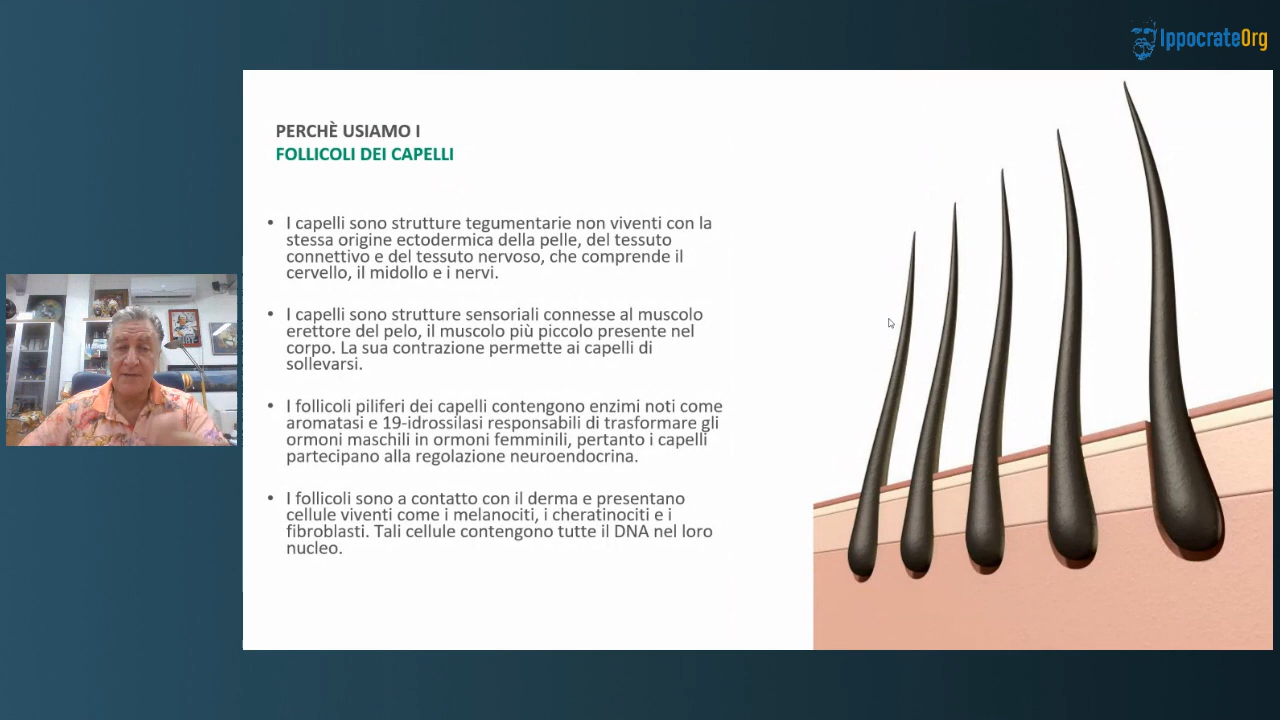 IppocrateOrg
PERCHÈ USIAMO I
FOLLICOLI DEI CAPELLI
• I capelli sono strutture tegumentarie non viventi con la
stessa origine ectodermica della pelle, del tessuto
connettivo e del tessuto nervoso, che comprende il
cervello, il midollo e i nervi.
• I capelli sono strutture sensoriali connesse al muscolo
erettore del pelo, il muscolo più piccolo presente nel
corpo. La sua contrazione permette ai capelli di
sollevarsi.
• I follicoli piliferi dei capelli contengono enzimi noti come
aromatasi e 19-idrossilasi responsabili di trasformare gli
ormoni maschili in ormoni femminili, pertanto i capelli
partecipano alla regolazione neuroendocrina.
• I follicoli sono a contatto con il derma e presentano
cellule viventi come i melanociti, i cheratinociti e i
fibroblasti. Tali cellule contengono tutte il DNA nel loro
nucleo.